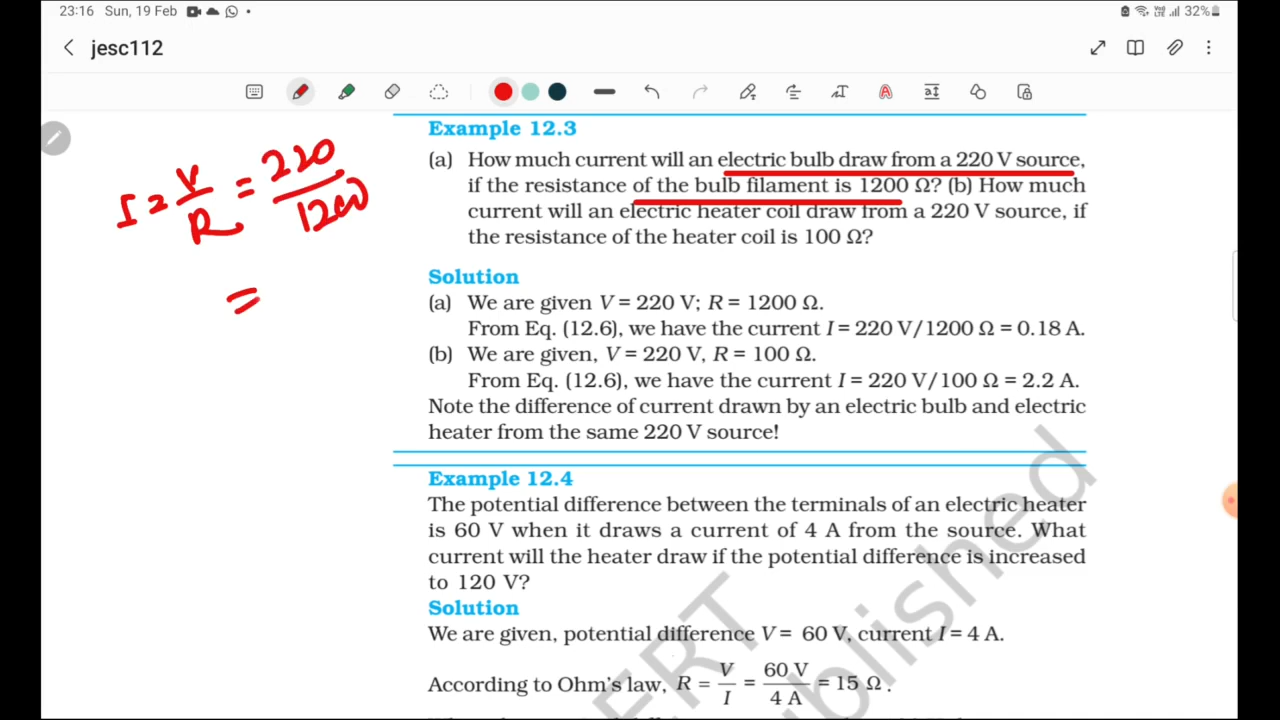 23:16 Sun, 19 Feb
32%
jesc112
I = V/R = 220/1200
=
Example 12.3
(a) How much current will an electric bulb draw from a 220 V source,
if the resistance of the bulb filament is 1200 Ω? (b) How much
current will an electric heater coil draw from a 220 V source, if
the resistance of the heater coil is 100 Ω?
Solution
(a) We are given V = 220 V; R = 1200 Ω.
From Eq. (12.6), we have the current I = 220 V/1200 Ω = 0.18 A.
(b) We are given, V = 220 V, R = 100 Ω.
From Eq. (12.6), we have the current I = 220 V/100 Ω = 2.2 A.
Note the difference of current drawn by an electric bulb and electric
heater from the same 220 V source!
Example 12.4
The potential difference between the terminals of an electric heater
is 60 V when it draws a current of 4 A from the source. What
current will the heater draw if the potential difference is increased
to 120 V?
Solution
We are given, potential difference V = 60 V, current I = 4 A.
According to Ohm's law, R = V/I = 60 V/4 A = 15 Ω.